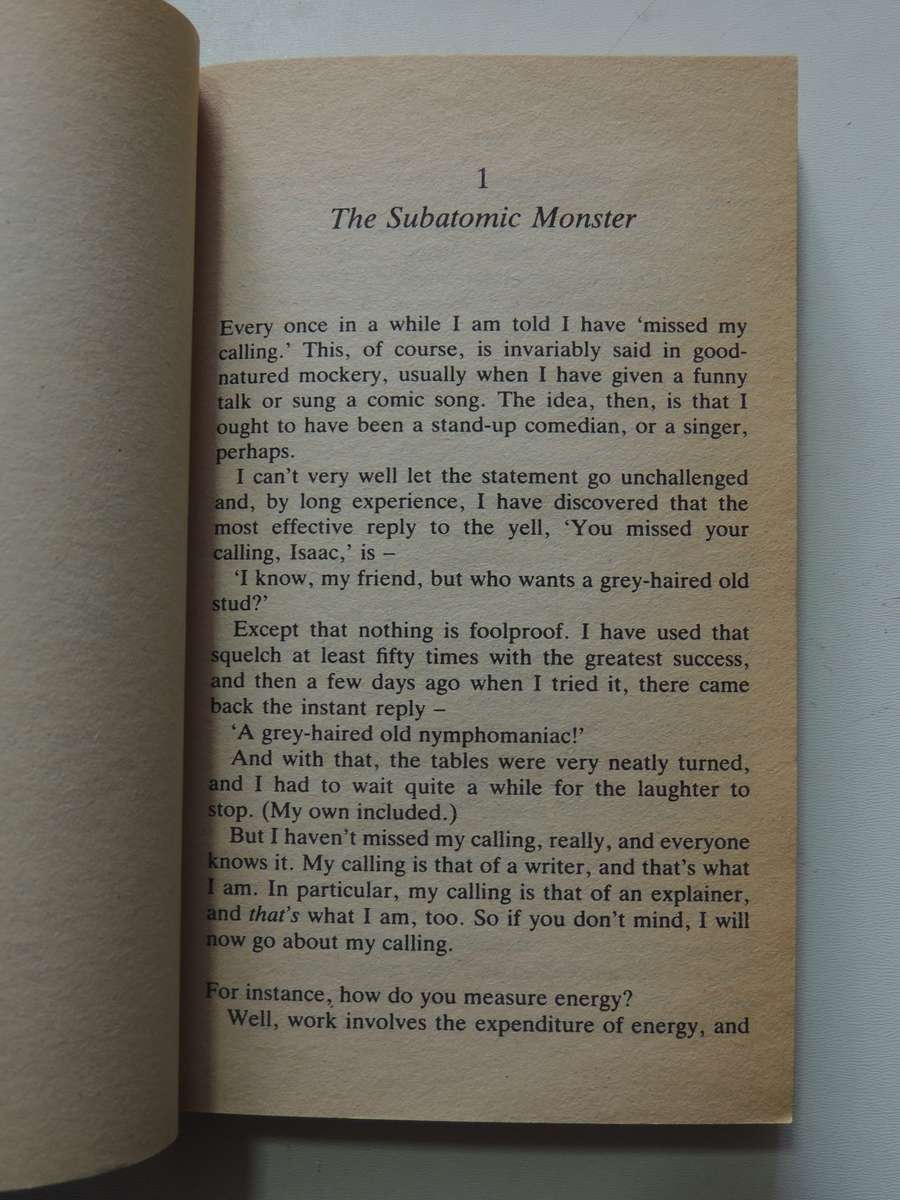 1
The Subatomic Monster
Every once in a while I am told I have ‘missed my
calling.’ This, of course, is invariably said in good-
natured mockery, usually when I have given a funny
talk or sung a comic song. The idea, then, is that I
ought to have been a stand-up comedian, or a singer,
perhaps.
I can’t very well let the statement go unchallenged
and, by long experience, I have discovered that the
most effective reply to the yell, ‘You missed your
calling, Isaac,’ is –
‘I know, my friend, but who wants a grey-haired old
stud?’
Except that nothing is foolproof. I have used that
squelch at least fifty times with the greatest success,
and then a few days ago when I tried it, there came
back the instant reply –
‘A grey-haired old nymphomaniac!’
And with that, the tables were very neatly turned,
and I had to wait quite a while for the laughter to
stop. (My own included.)
But I haven’t missed my calling, really, and everyone
knows it. My calling is that of a writer, and that’s what
I am. In particular, my calling is that of an explainer,
and that’s what I am, too. So if you don’t mind, I will
now go about my calling.
For instance, how do you measure energy?
Well, work involves the expenditure of energy, and